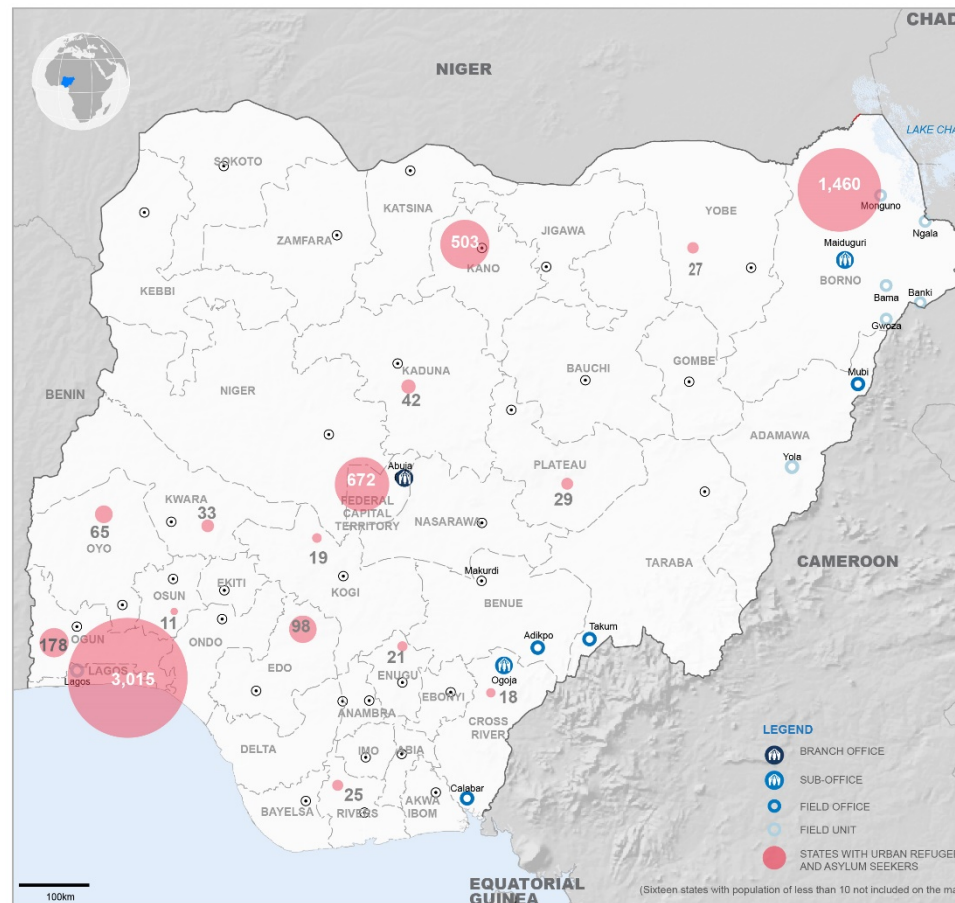 CHAD
NIGER
LAKE CHA
SOKOTO
KATSINA
1,460
Monguno
YOBE
ZAMFARA
503
JIGAWA
KANO
Ngala
Maiduguri
27
BORNO
KEBBI
Bama
Banki
Gwoza
KADUNA
BAUCHI
GOMBE
Mubi
NIGER
BENIN
42
ADAMAWA
Yola
Abuja
PLATEAU
672
29
KWARA
FEDERAL
CAPITAL
TERRITORY
NASARAWA
33
65
OYO
19
TARABA
CAMEROON
Makurdi
KOGI
EKITI
OSUN
BENUE
11
98
Takum
Adikpo
OGUN
178
ONDO
21
EDO
ENUGU
LAGOS
Lagos
3,015
Ogoja
EBONYI
18
ANAMBRA
CROSS
RIVER
DELTA
IMO
ABIA
25
Calabar
BAYELSA
RIVERS
AKWA
IBOM
LEGEND
BRANCH OFFICE
SUB-OFFICE
FIELD OFFICE
FIELD UNIT
STATES WITH URBAN REFUGEE
AND ASYLUM SEEKERS
100km
EQUATORIAL
GUINEA
(Sixteen states with population of less than 10 not included on the ma